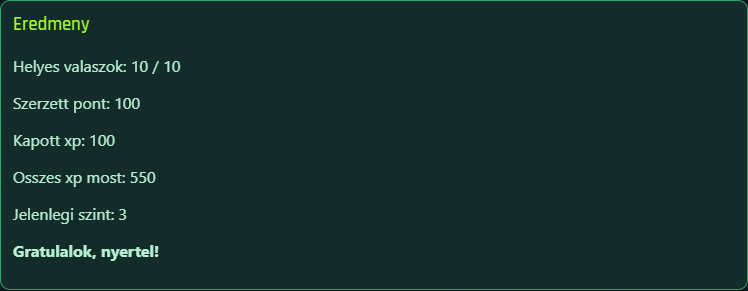 Eredmeny
Helyes valaszok: 10 / 10
Szerzett pont: 100
Kapott xp: 100
Osszes xp most: 550
Jelenlegi szint: 3
Gratulalok, nyertel!